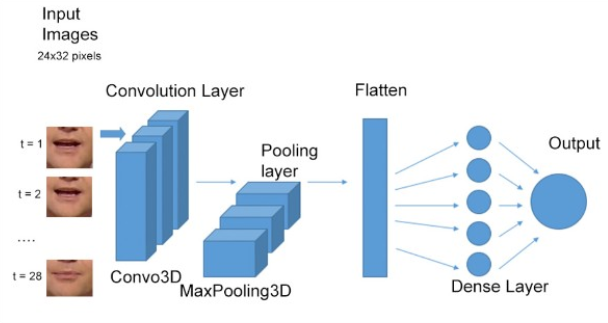 Input
Images
24x32 pixels
Convolution Layer
Flatten
t = 1
Pooling
layer
Output
t = 2
....
t = 28
Convo3D
MaxPooling3D
Dense Layer